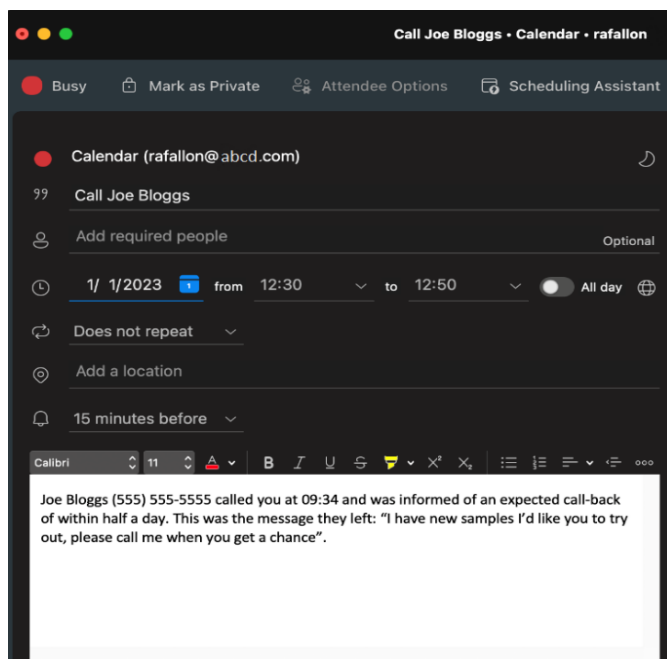 Call Joe Bloggs • Calendar • rafallon
Busy Mark as Private Attendee Options Scheduling Assistant
Calendar (rafallon@abcd.com)
Call Joe Bloggs
Add required people Optional
1/ 1/2023 1 from 12:30 to 12:50 All day
Does not repeat
Add a location
15 minutes before
Calibri 11 A B I U S X² X₂
Joe Bloggs (555) 555-5555 called you at 09:34 and was informed of an expected call-back
of within half a day. This was the message they left: “I have new samples I’d like you to try
out, please call me when you get a chance”.